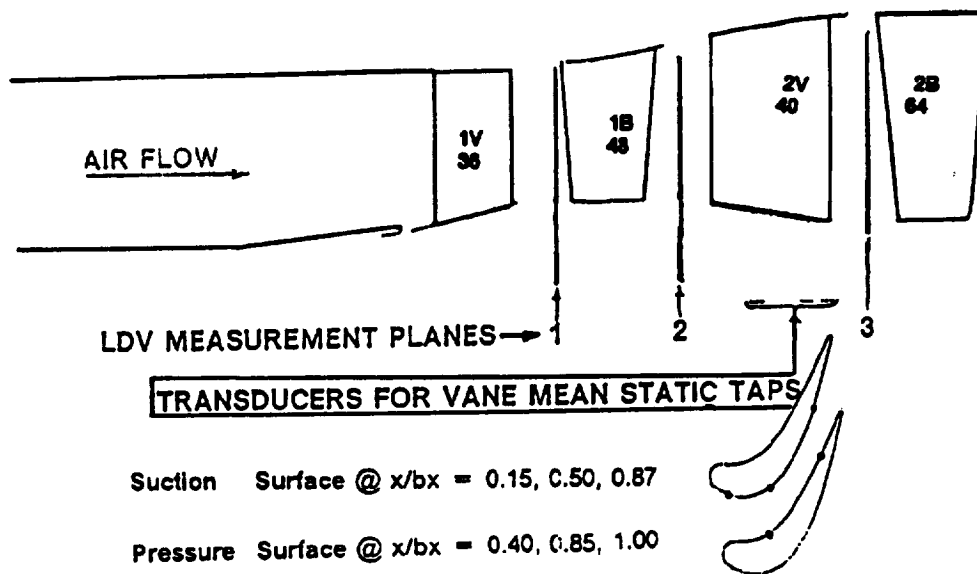 2V
40
2B
64
1B
48
1V
36
AIR FLOW
LDV MEASUREMENT PLANES
1
2
3
TRANSDUCERS FOR VANE MEAN STATIC TAPS
Suction Surface @ x/bx = 0.15, 0.50, 0.87
Pressure Surface @ x/bx = 0.40, 0.85, 1.00